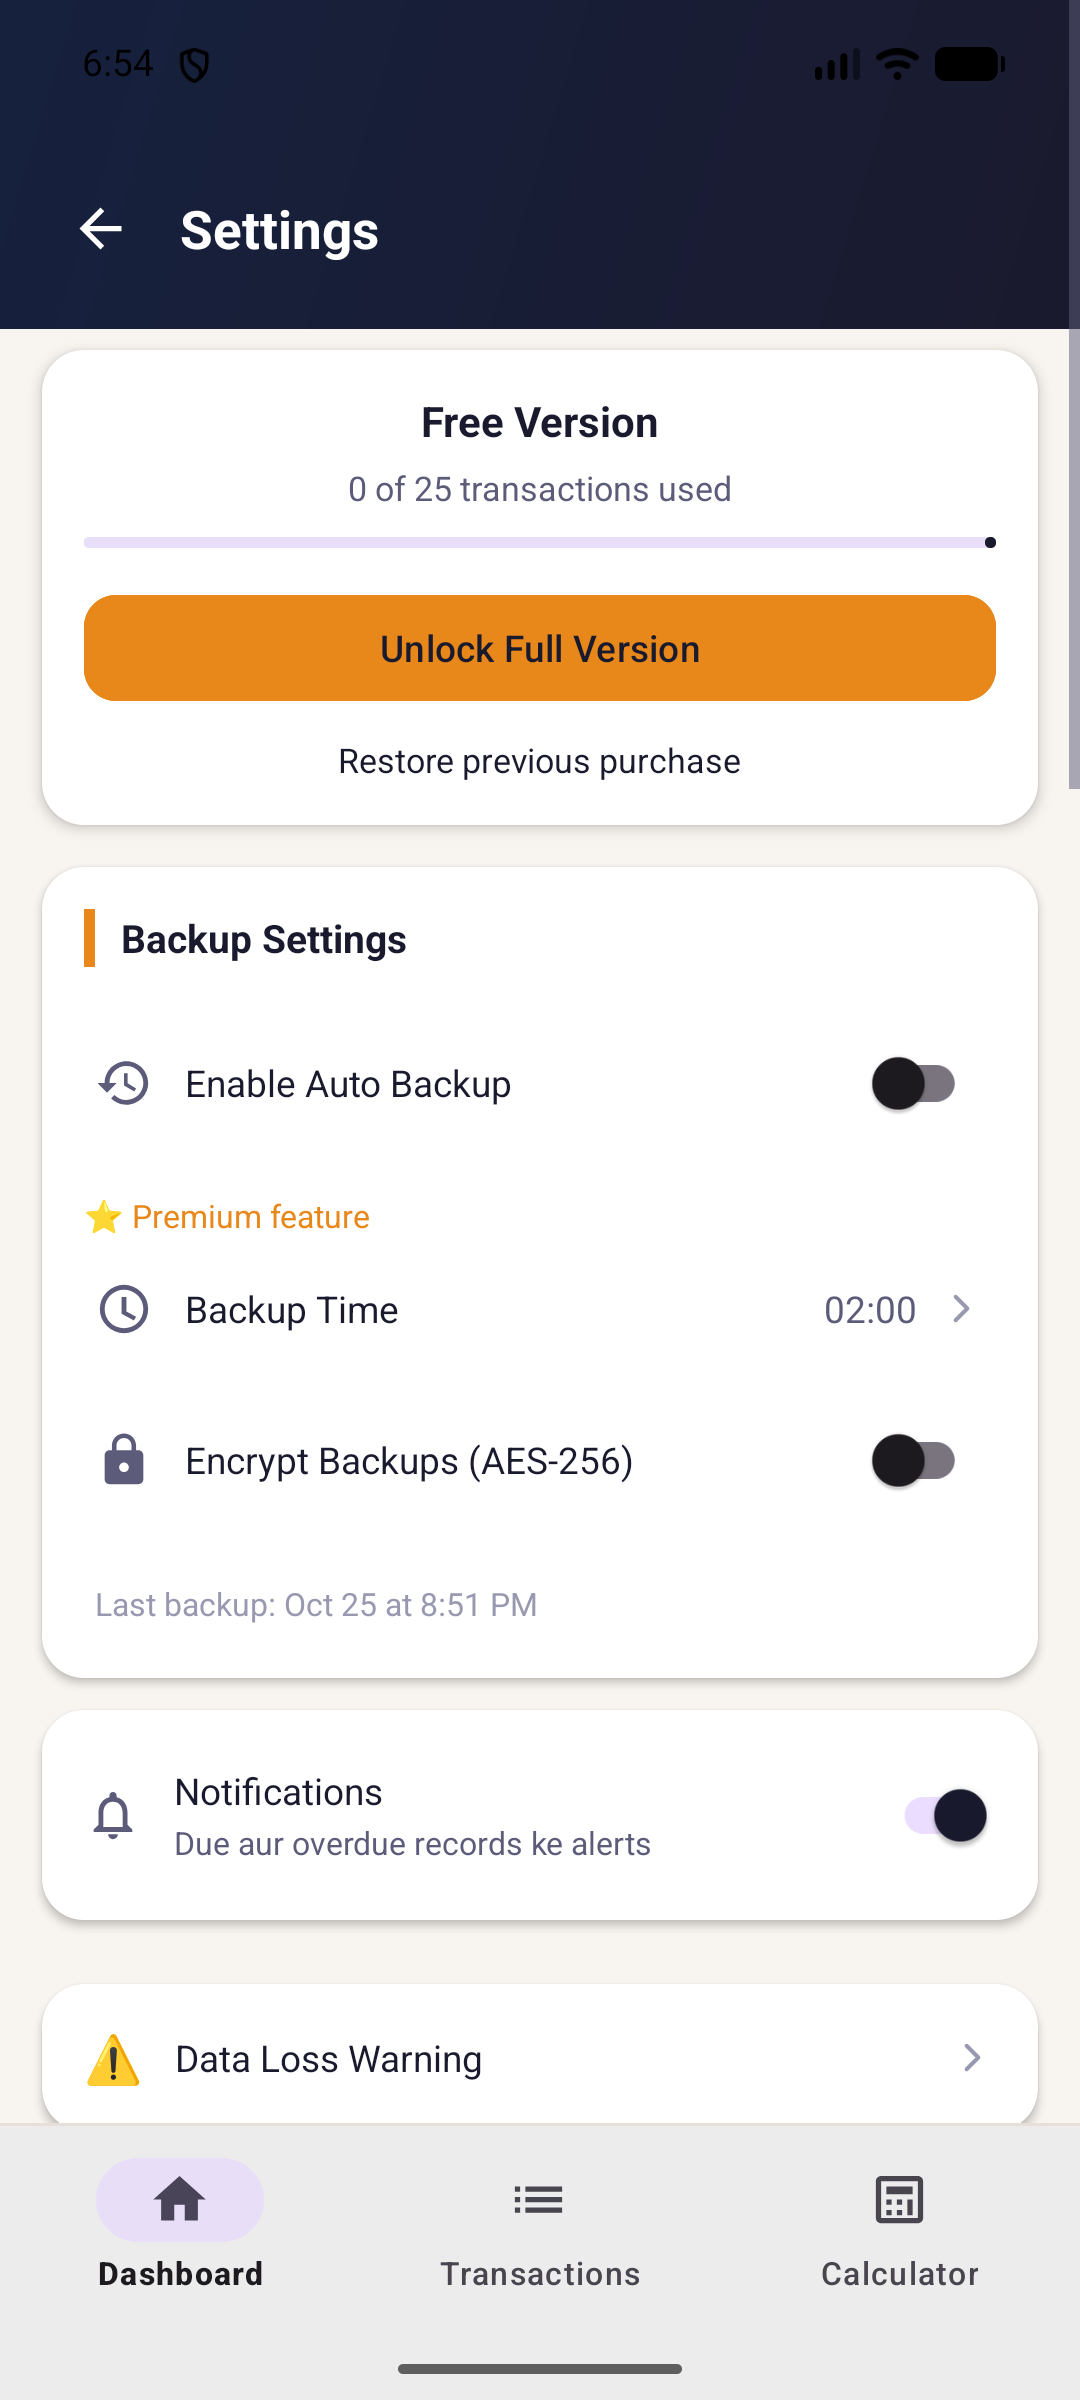 6:54
Settings
Free Version
0 of 25 transactions used
Unlock Full Version
Restore previous purchase
Backup Settings
Enable Auto Backup
⭐ Premium feature
Backup Time 02:00
Encrypt Backups (AES-256)
Last backup: Oct 25 at 8:51 PM
Notifications
Due aur overdue records ke alerts
Data Loss Warning
Dashboard Transactions Calculator